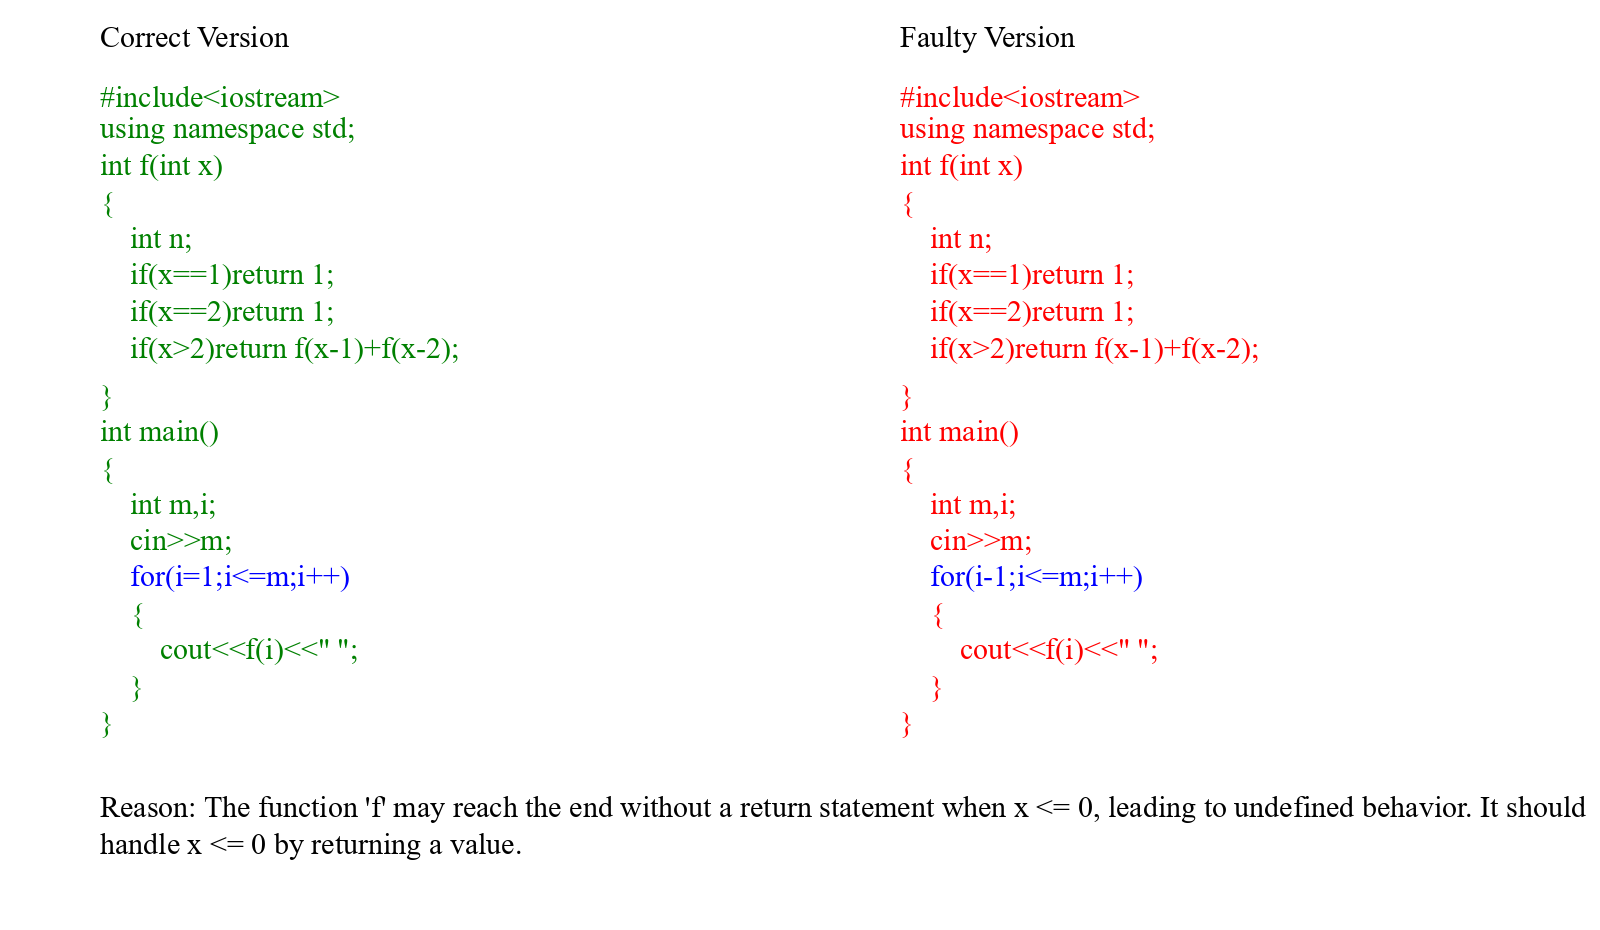 Correct Version
#include<iostream>
using namespace std;
int f(int x)
{
int n;
if(x==1)return 1;
if(x==2)return 1;
if(x>2)return f(x-1)+f(x-2);
}
int main()
{
int m,i;
cin>>m;
for(i=1;i<=m;i++)
{
cout<<f(i)<<" ";
}
}
Faulty Version
#include<iostream>
using namespace std;
int f(int x)
{
int n;
if(x==1)return 1;
if(x==2)return 1;
if(x>2)return f(x-1)+f(x-2);
}
int main()
{
int m,i;
cin>>m;
for(i-1;i<=m;i++)
{
cout<<f(i)<<" ";
}
}
Reason: The function 'f' may reach the end without a return statement when x <= 0, leading to undefined behavior. It should
handle x <= 0 by returning a value.